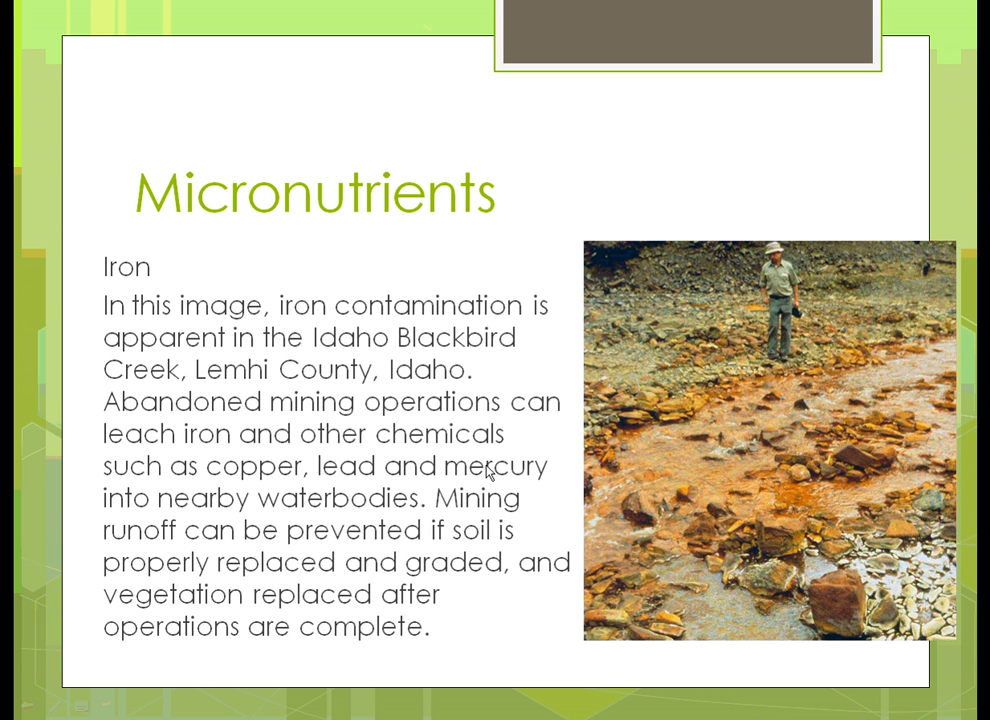 Micronutrients
Iron
In this image, iron contamination is
apparent in the Idaho Blackbird
Creek, Lemhi County, Idaho.
Abandoned mining operations can
leach iron and other chemicals
such as copper, lead and mercury
into nearby waterbodies. Mining
runoff can be prevented if soil is
properly replaced and graded, and
vegetation replaced after
operations are complete.